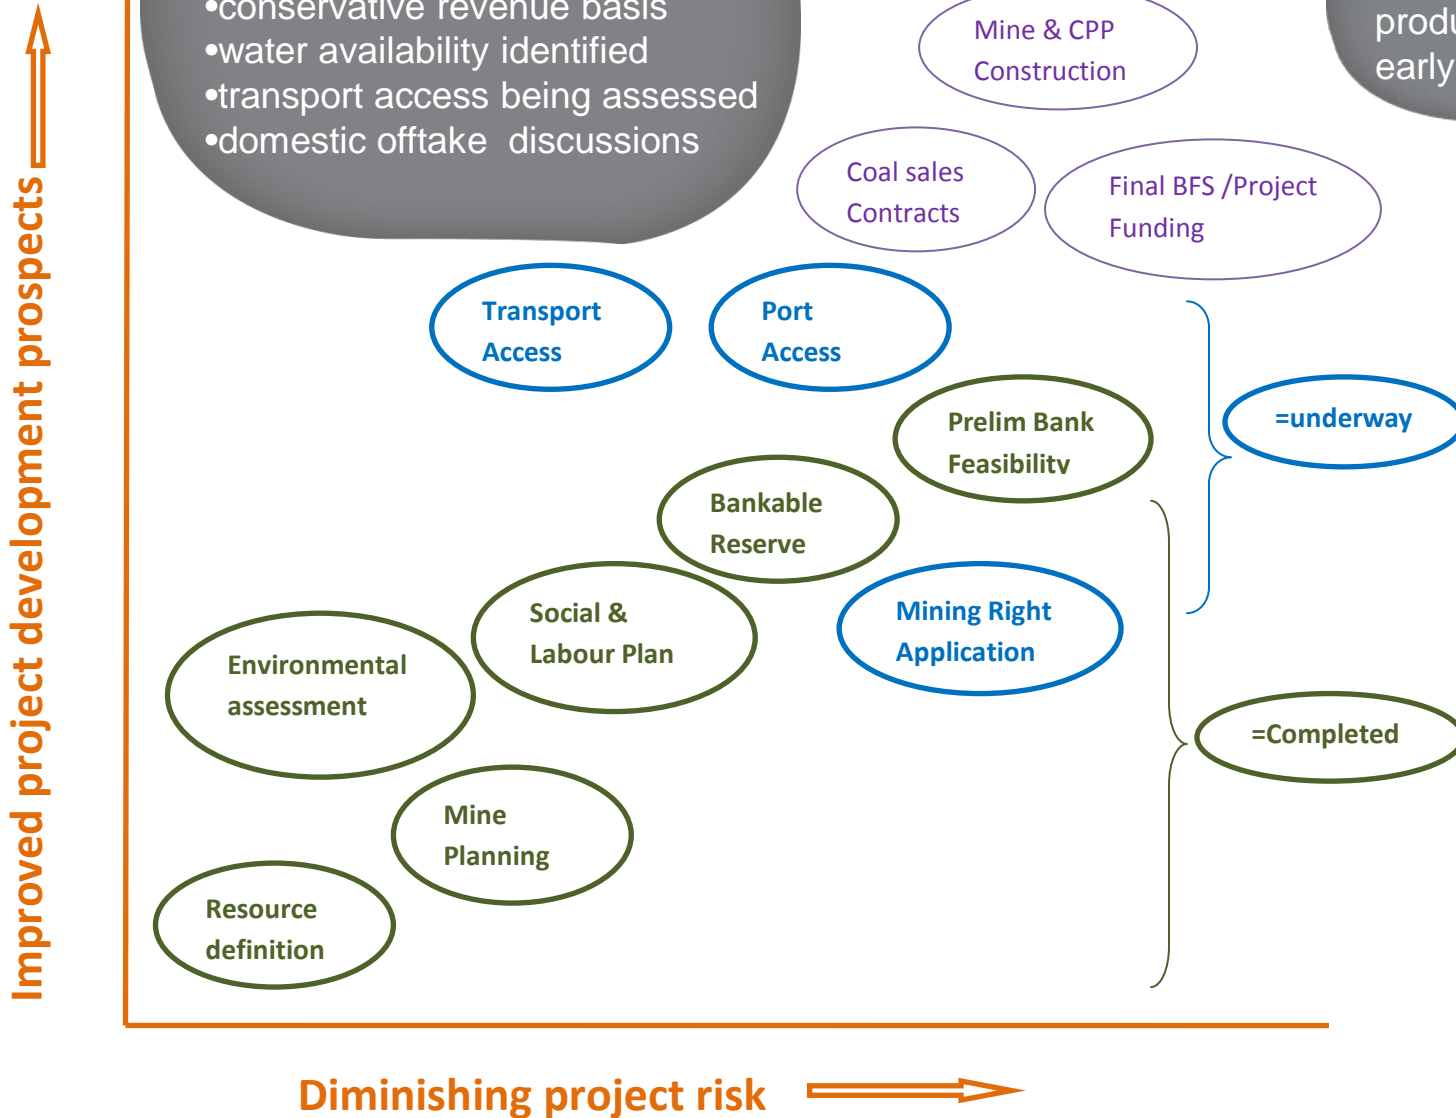 •conservative revenue basis
•water availability identified
•transport access being assessed
•domestic offtake discussions
Mine & CPP
Construction
early
Coal sales
Contracts
Final BFS /Project
Funding
Transport
Access
Port
Access
Prelim Bank
Feasibility
=underway
Bankable
Reserve
Social &
Labour Plan
Mining Right
Application
Environmental
assessment
=Completed
Mine
Planning
Resource
definition
Improved project development prospects
Diminishing project risk